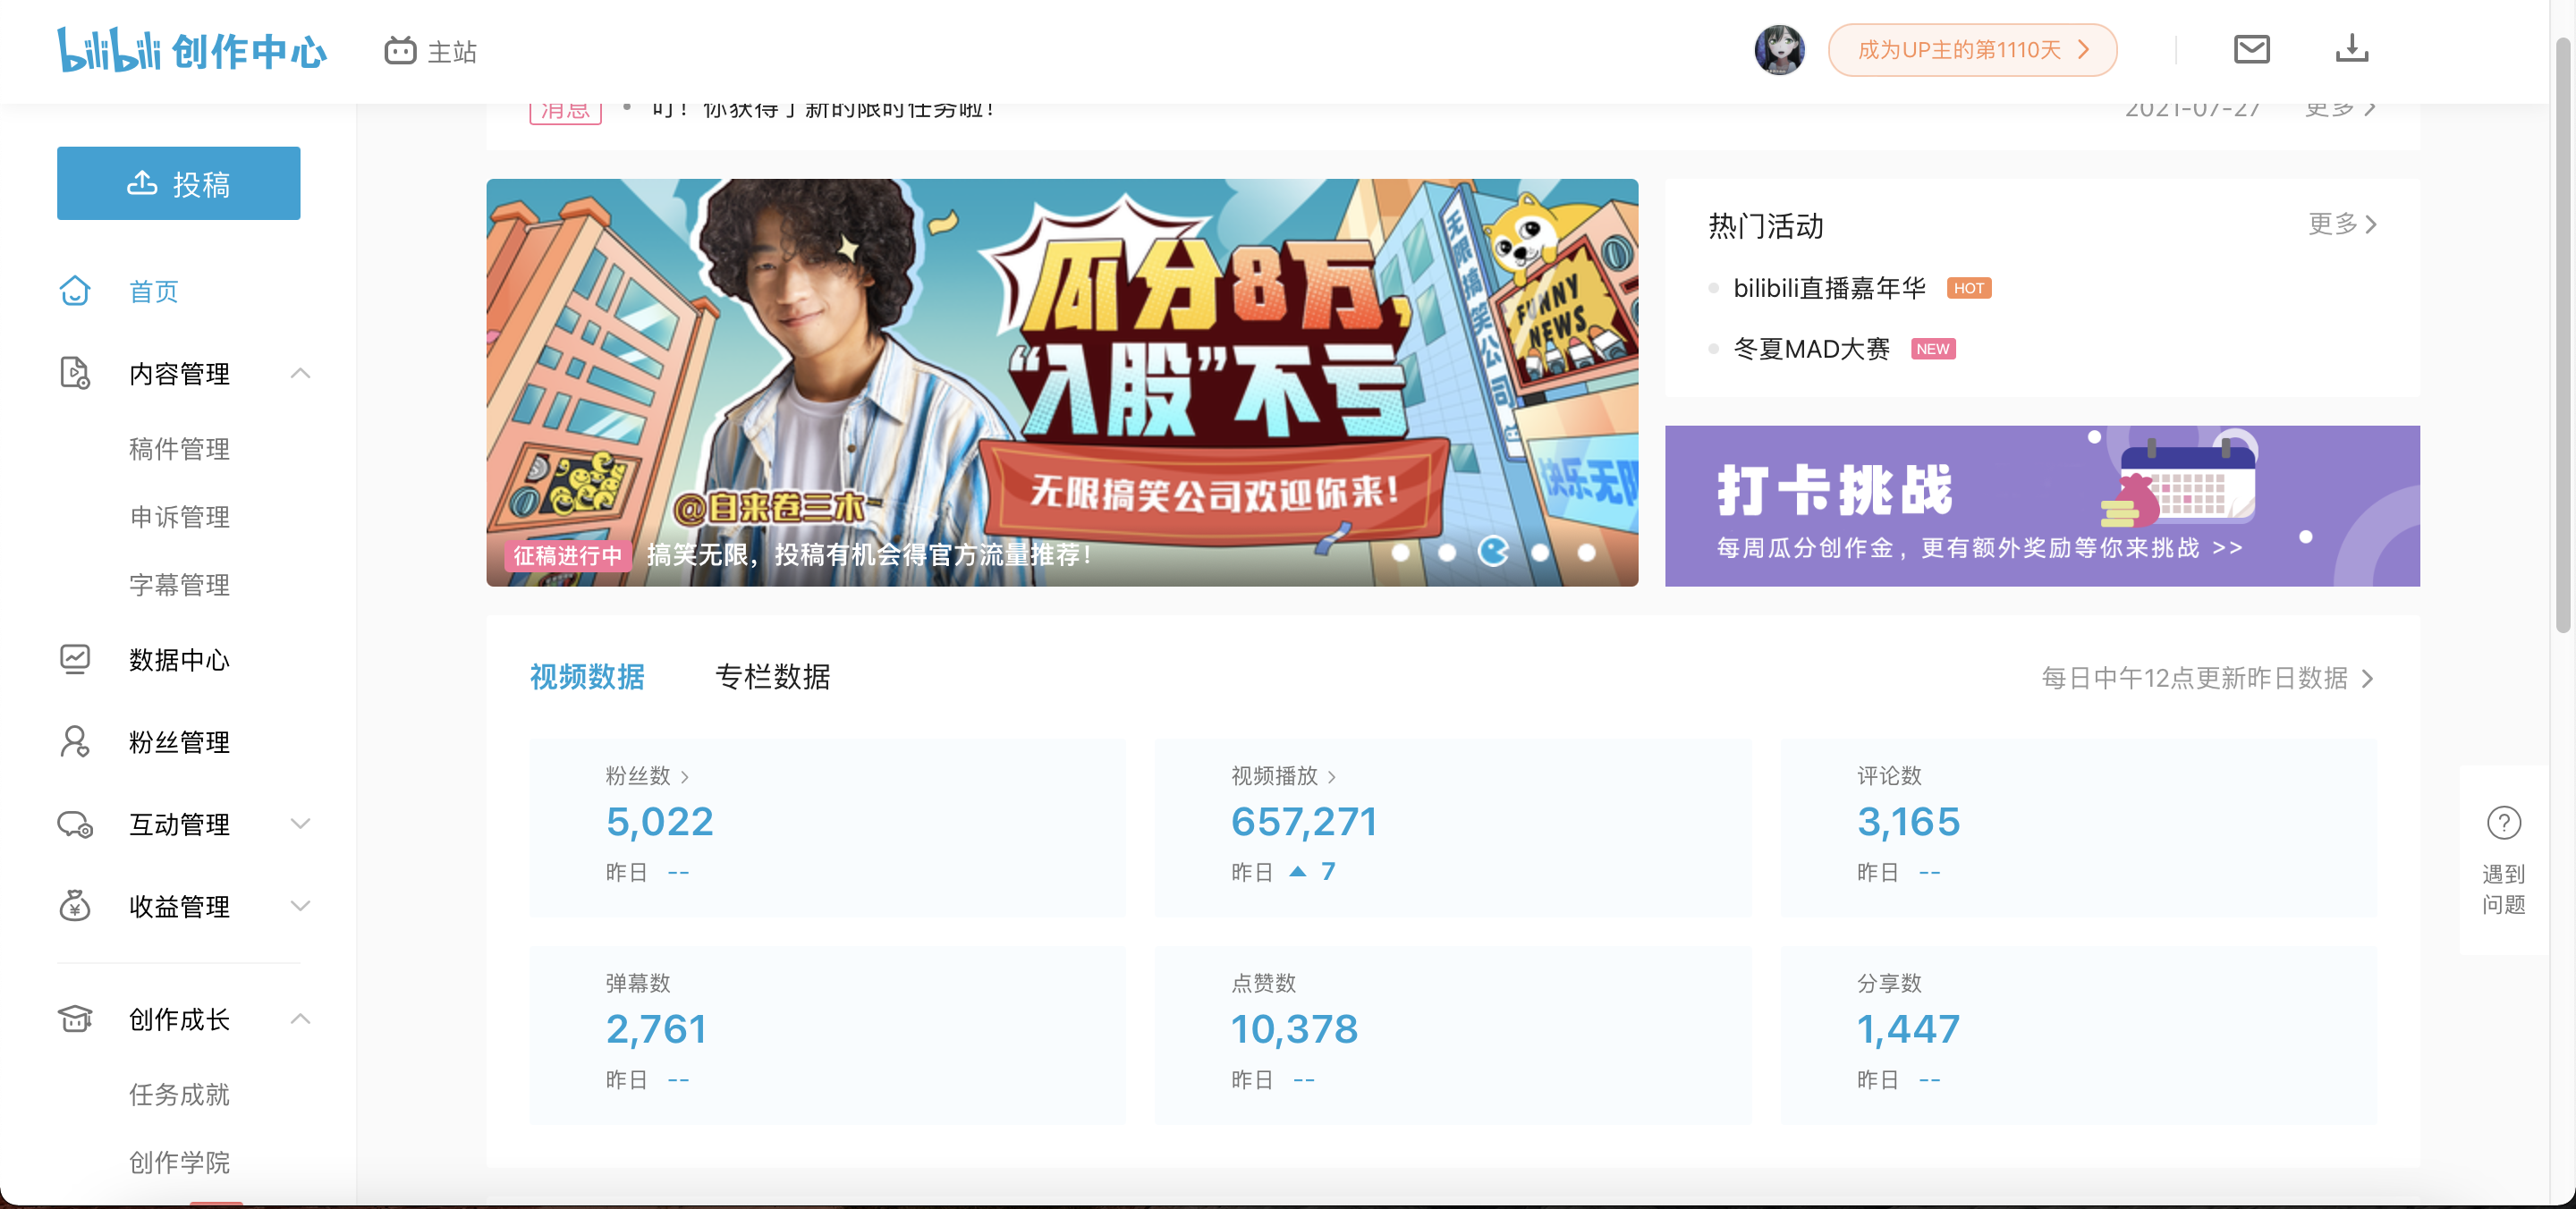 bilibili 创作中心
主站
成为UP主的第1110天
消息 • 叮！你获得了新的限时任务啦！
2021-07-27 更多
投稿
首页
内容管理
稿件管理
申诉管理
字幕管理
数据中心
粉丝管理
互动管理
收益管理
创作成长
任务成就
创作学院
瓜分8万,
“入股”不亏
无限搞笑公司欢迎你来！
@自来卷三木
无限搞笑公司
FUNNY
NEWS
快乐无限
征稿进行中 搞笑无限，投稿有机会得官方流量推荐！
热门活动 更多
bilibili直播嘉年华 HOT
冬夏MAD大赛 NEW
打卡挑战
每周瓜分创作金，更有额外奖励等你来挑战 >>
视频数据 专栏数据 每日中午12点更新昨日数据
粉丝数
5,022
昨日 --
视频播放
657,271
昨日 7
评论数
3,165
昨日 --
弹幕数
2,761
昨日 --
点赞数
10,378
昨日 --
分享数
1,447
昨日 --
遇到
问题